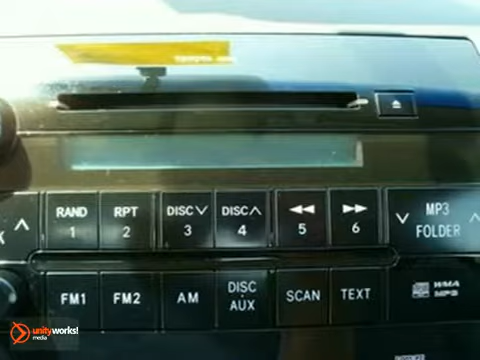 TOYOTA
RAND RPT DISC DISC
1 2 3 4 5 6
MP3
FOLDER
FM1 FM2 AM DISC · AUX SCAN TEXT
WMA
MP3
unityworks!
media